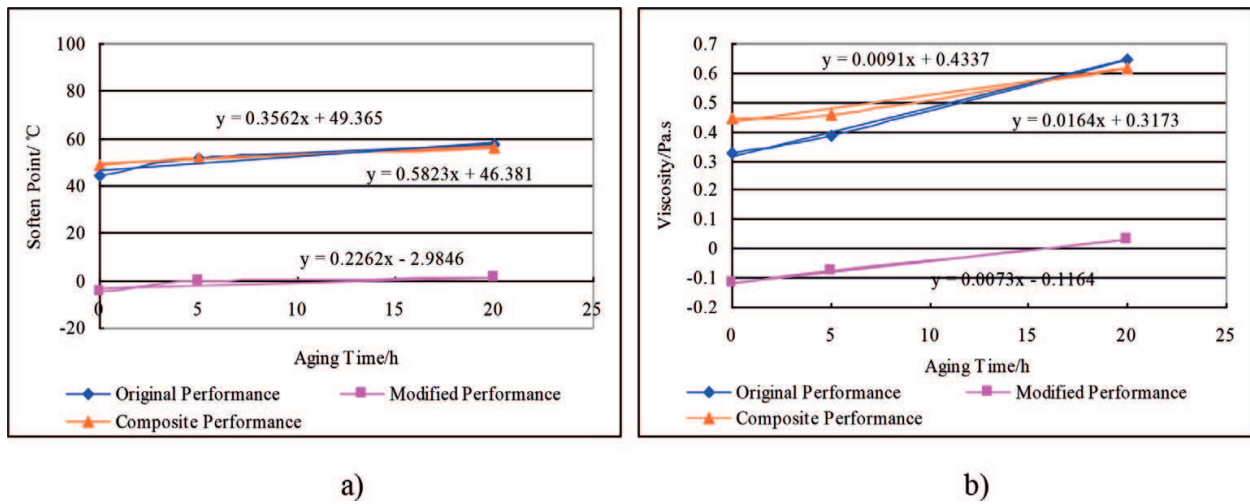 100
80
60
40
20
0
-20
Soften Point/ ℃
y = 0.3562x + 49.365
y = 0.5823x + 46.381
y = 0.2262x - 2.9846
0 5 10 15 20 25
Aging Time/h
Original Performance Modified Performance
Composite Performance
a)
0.7
0.6
0.5
0.4
0.3
0.2
0.1
0
-0.1
-0.2
Viscosity/Pa.s
y = 0.0091x + 0.4337
y = 0.0164x + 0.3173
y = 0.0073x - 0.1164
0 5 10 15 20 25
Aging Time/h
Original Performance Modified Performance
Composite Performance
b)